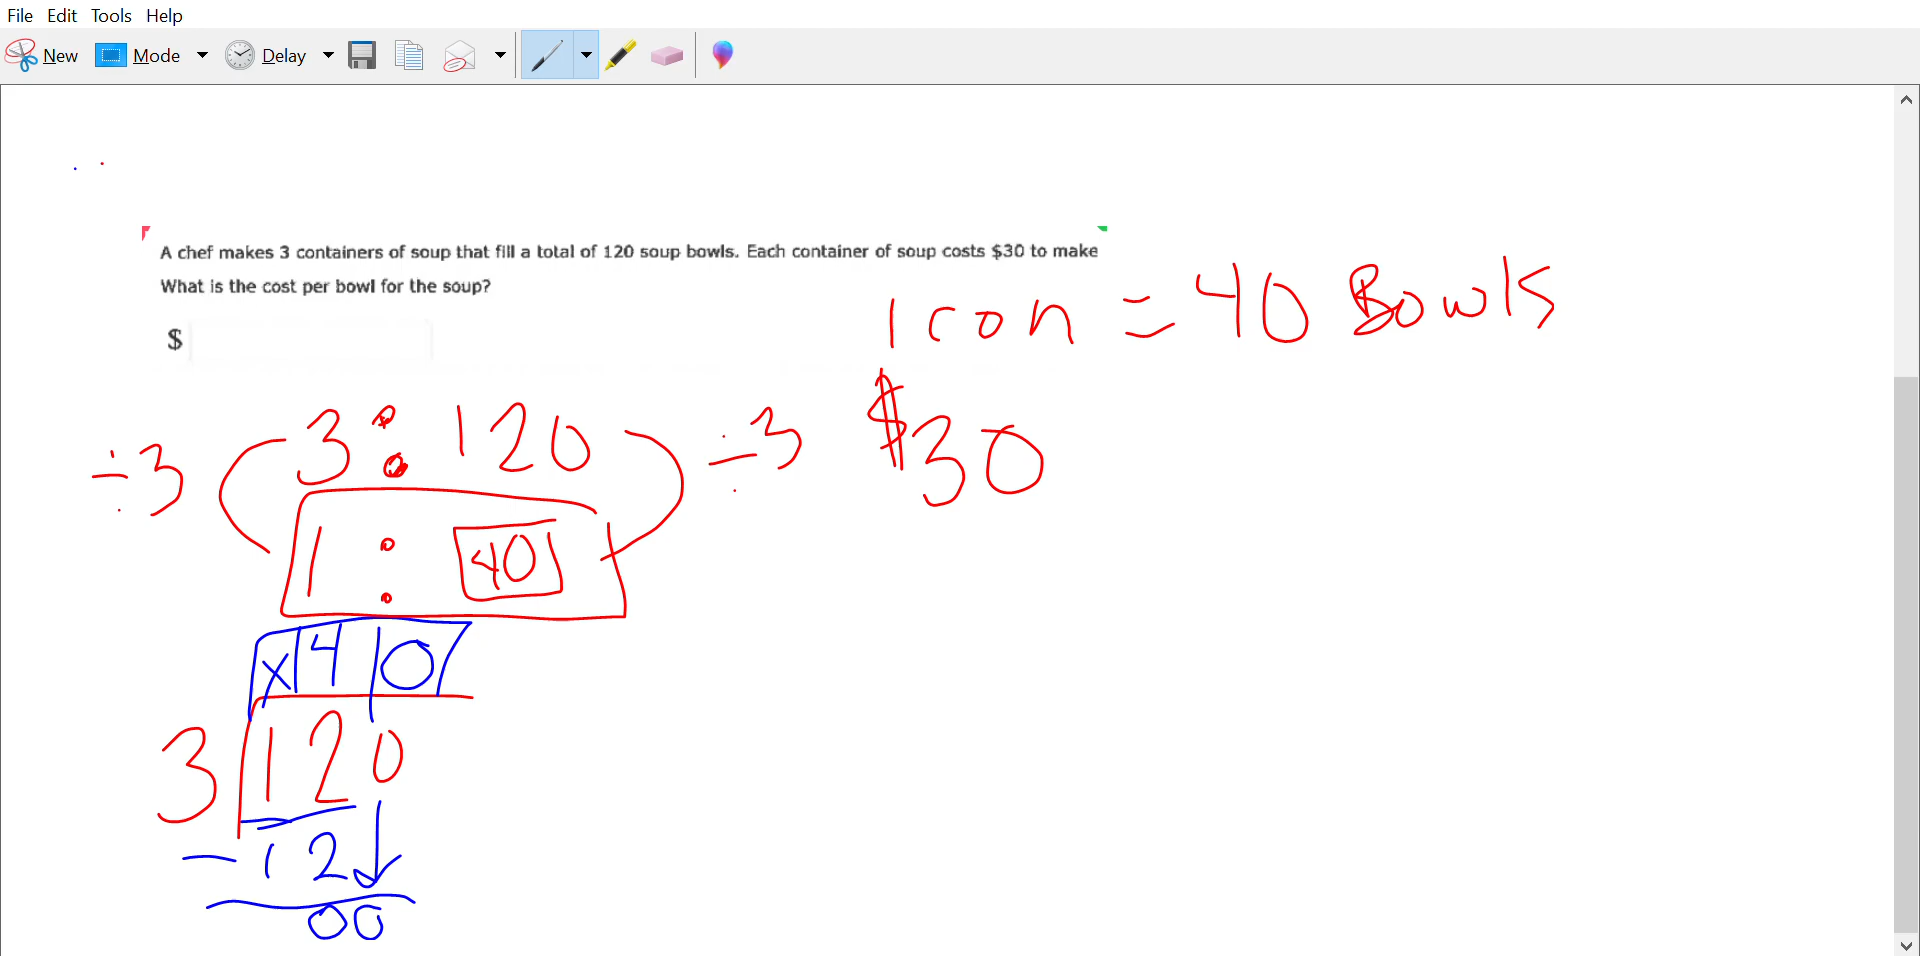 File Edit Tools Help
New Mode Delay
A chef makes 3 containers of soup that fill a total of 120 soup bowls. Each container of soup costs $30 to make
What is the cost per bowl for the soup?
1 con = 40 Bowls
$
÷3 3 : 120 ÷3 $30
1 : 40
x 4 0
3 120
- 12
00